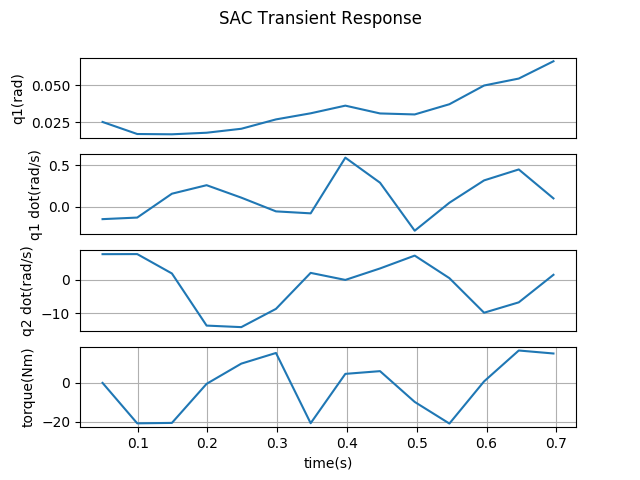 SAC Transient Response
q1(rad)
0.050
0.025
q1 dot(rad/s)
0.5
0.0
q2 dot(rad/s)
0
−10
torque(Nm)
0
−20
0.1 0.2 0.3 0.4 0.5 0.6 0.7
time(s)